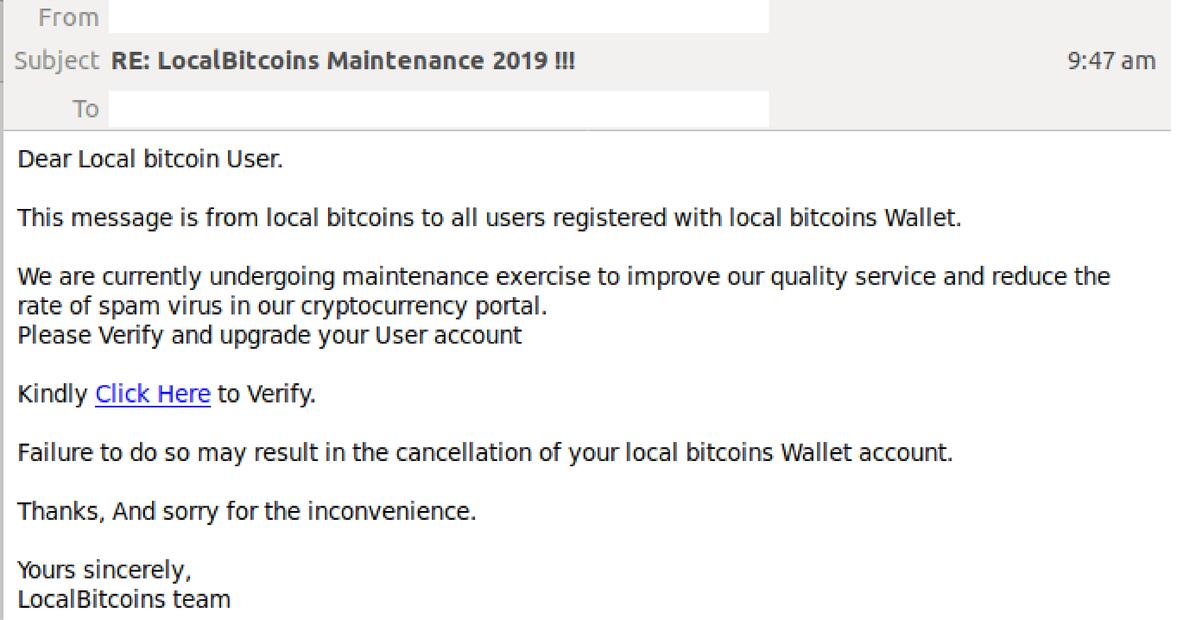 From
Subject RE: LocalBitcoins Maintenance 2019 !!! 9:47 am
To
Dear Local bitcoin User.
This message is from local bitcoins to all users registered with local bitcoins Wallet.
We are currently undergoing maintenance exercise to improve our quality service and reduce the
rate of spam virus in our cryptocurrency portal.
Please Verify and upgrade your User account
Kindly Click Here to Verify.
Failure to do so may result in the cancellation of your local bitcoins Wallet account.
Thanks, And sorry for the inconvenience.
Yours sincerely,
LocalBitcoins team